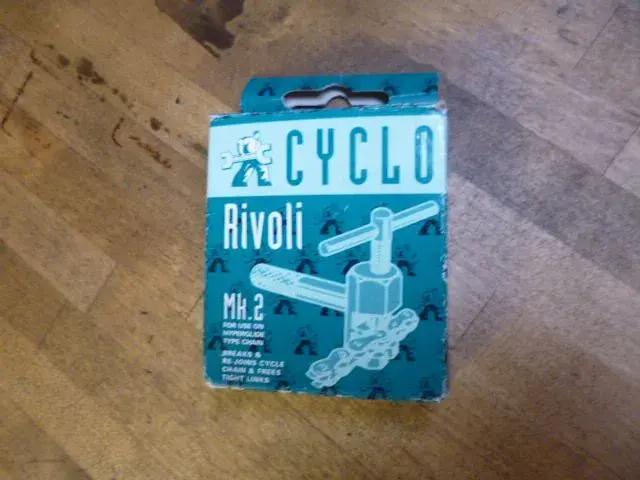 CYCLO
Rivoli
Mk.2
FOR USE ON
HYPERGLIDE
TYPE CHAIN
BREAKS &
RE-JOINS CYCLE
CHAIN & FREES
TIGHT LINKS